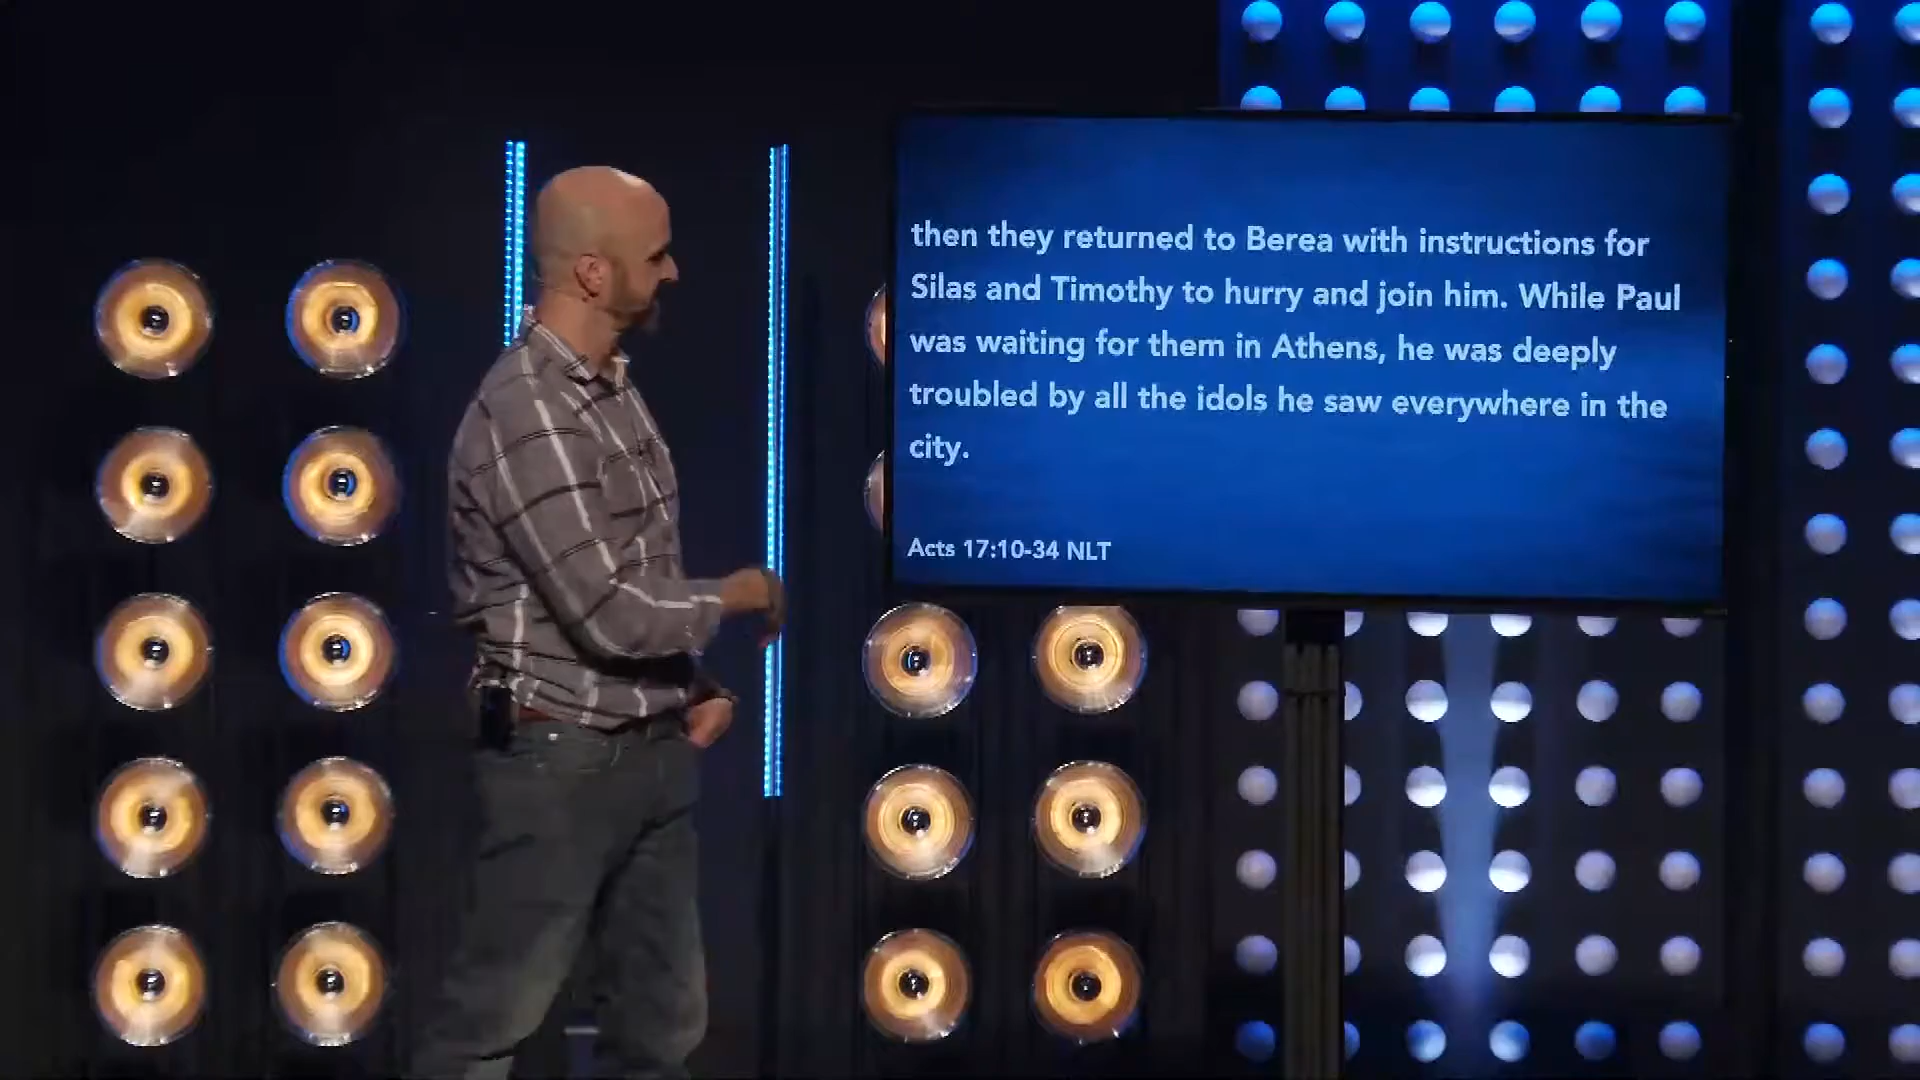 then they returned to Berea with instructions for
Silas and Timothy to hurry and join him. While Paul
was waiting for them in Athens, he was deeply
troubled by all the idols he saw everywhere in the
city.
Acts 17:10-34 NLT